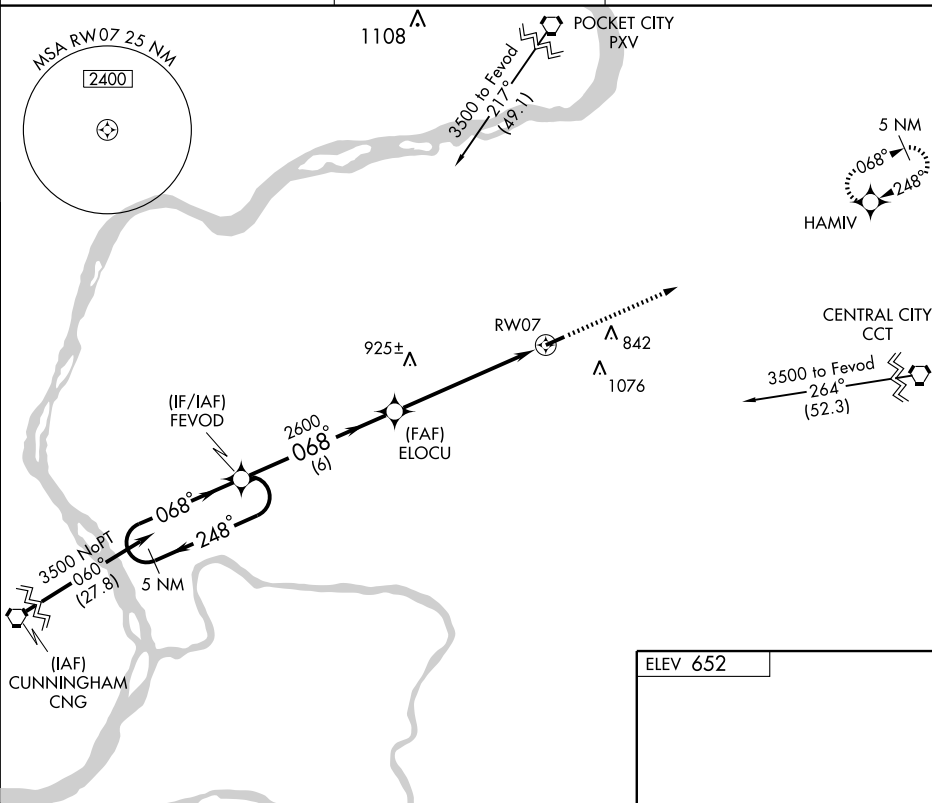 MSA RW07 25 NM
2400
1108
POCKET CITY
PXV
3500 to Fevod
217°
(49.1)
5 NM
068°
248°
HAMIV
RW07
842
925±
1076
CENTRAL CITY
CCT
3500 to Fevod
264°
(52.3)
(IF/IAF)
FEVOD
2600
068°
(6)
(FAF)
ELOCU
068°
248°
3500 NoPT
060°
(27.8)
5 NM
(IAF)
CUNNINGHAM
CNG
ELEV 652